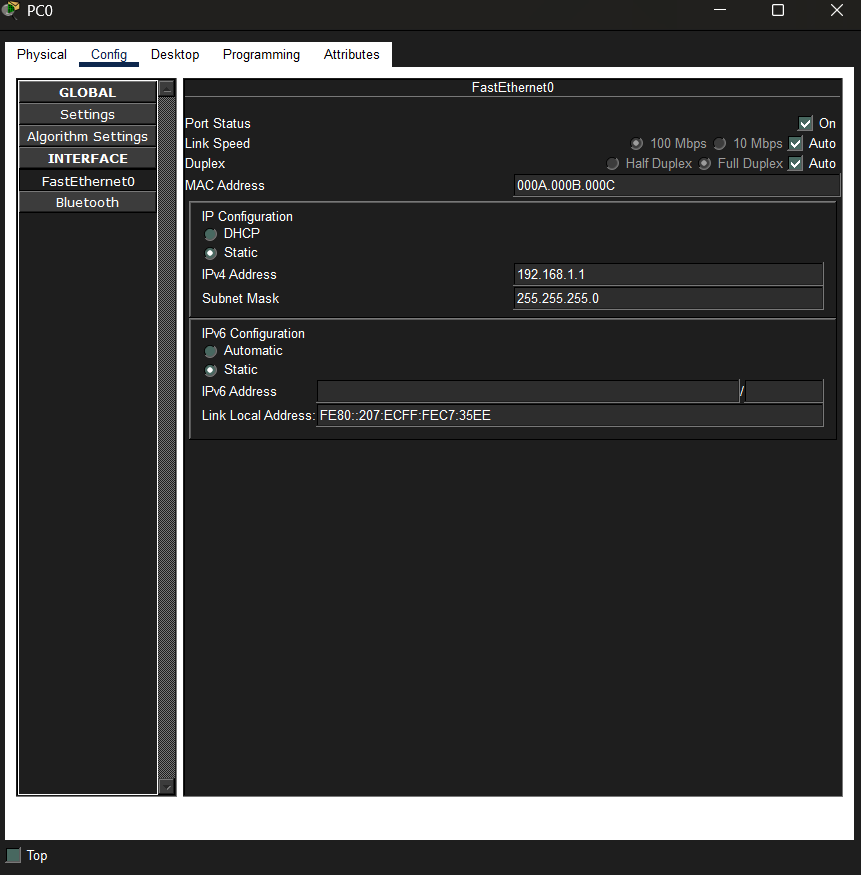 PC0
Physical Config Desktop Programming Attributes
GLOBAL
Settings
Algorithm Settings
INTERFACE
FastEthernet0
Bluetooth
FastEthernet0
Port Status On
Link Speed 100 Mbps 10 Mbps Auto
Duplex Half Duplex Full Duplex Auto
MAC Address 000A.000B.000C
IP Configuration
DHCP
Static
IPv4 Address 192.168.1.1
Subnet Mask 255.255.255.0
IPv6 Configuration
Automatic
Static
IPv6 Address /
Link Local Address: FE80::207:ECFF:FEC7:35EE
Top